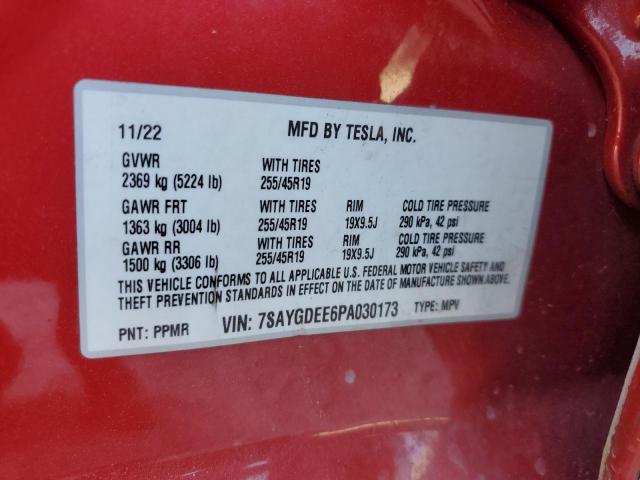 11/22 MFD BY TESLA, INC.
GVWR WITH TIRES
2369 kg (5224 lb) 255/45R19
GAWR FRT WITH TIRES RIM COLD TIRE PRESSURE
1363 kg (3004 lb) 255/45R19 19X9.5J 290 kPa, 42 psi
GAWR RR WITH TIRES RIM COLD TIRE PRESSURE
1500 kg (3306 lb) 255/45R19 19X9.5J 290 kPa, 42 psi
THIS VEHICLE CONFORMS TO ALL APPLICABLE U.S. FEDERAL MOTOR VEHICLE SAFETY AND
THEFT PREVENTION STANDARDS IN EFFECT ON THE DATE OF MANUFACTURE SHOWN ABOVE.
PNT: PPMR VIN: 7SAYGDEE6PA030173 TYPE: MPV